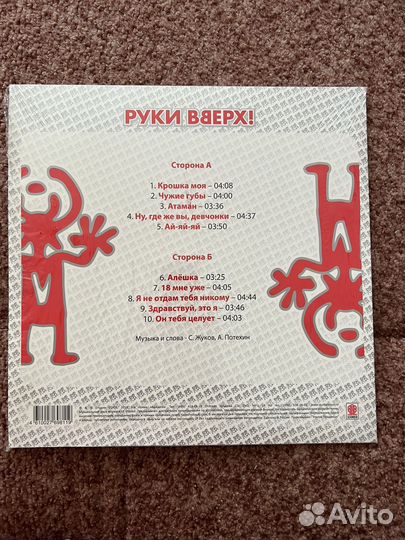 РУКИ ВВЕРХ!
Сторона А
1. Крошка моя – 04:08
2. Чужие губы – 04:00
3. Атаман – 03:36
4. Ну, где же вы, девчонки – 04:37
5. Ай-яй-яй – 03:50
Сторона Б
6. Алёшка – 03:25
7. 18 мне уже – 04:05
8. Я не отдам тебя никому – 04:44
9. Здравствуй, это я – 03:46
10. Он тебя целует – 04:03
Музыка и слова - С. Жуков, А. Потехин
4610027698119
Avito